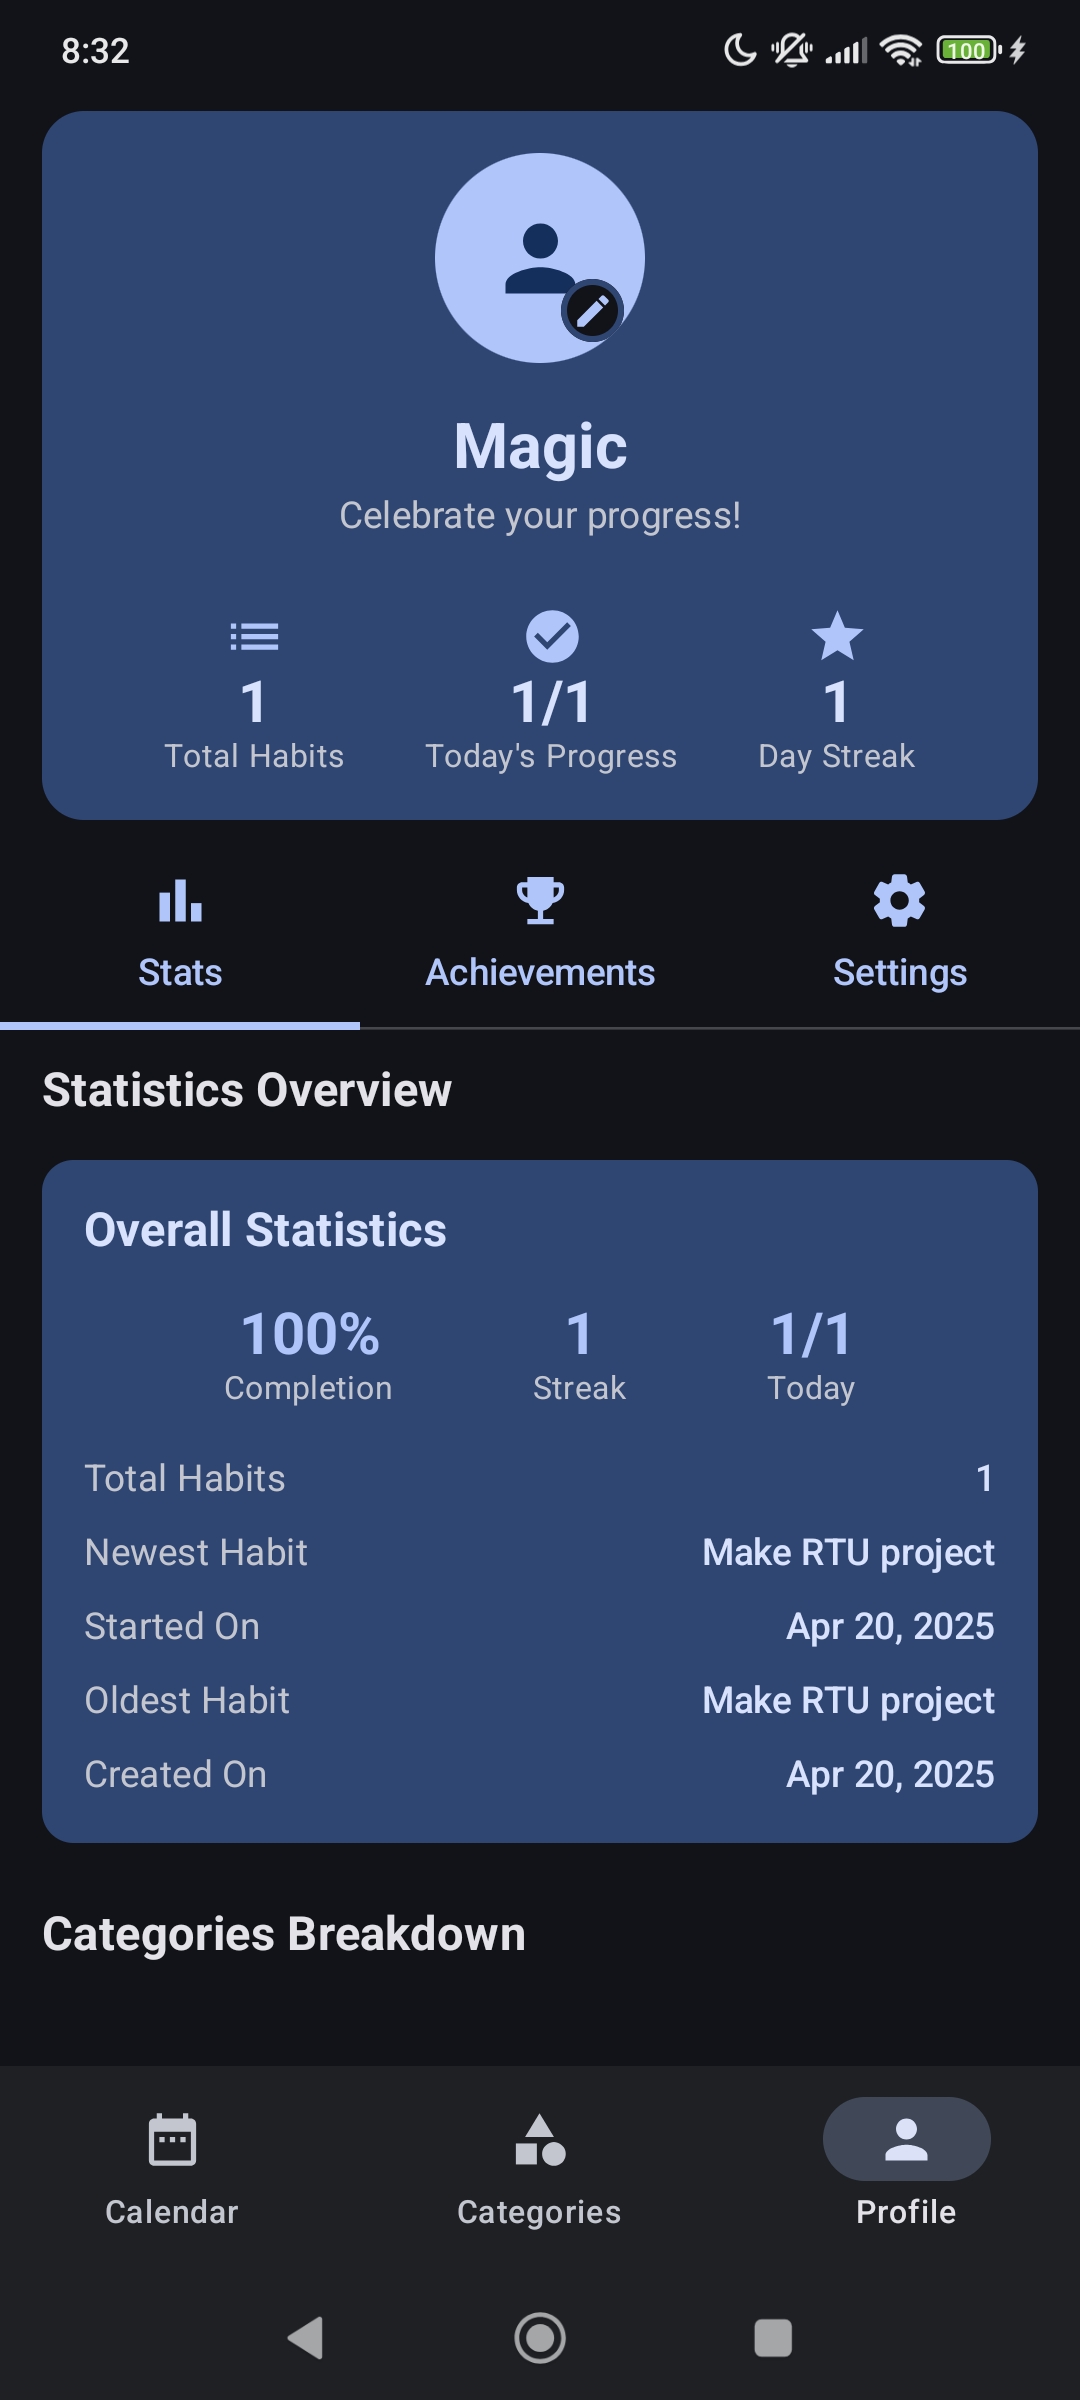 8:32
100
Magic
Celebrate your progress!
1
1/1
1
Total Habits
Today's Progress
Day Streak
Stats
Achievements
Settings
Statistics Overview
Overall Statistics
100%
1
1/1
Completion
Streak
Today
Total Habits 1
Newest Habit Make RTU project
Started On Apr 20, 2025
Oldest Habit Make RTU project
Created On Apr 20, 2025
Categories Breakdown
Calendar
Categories
Profile